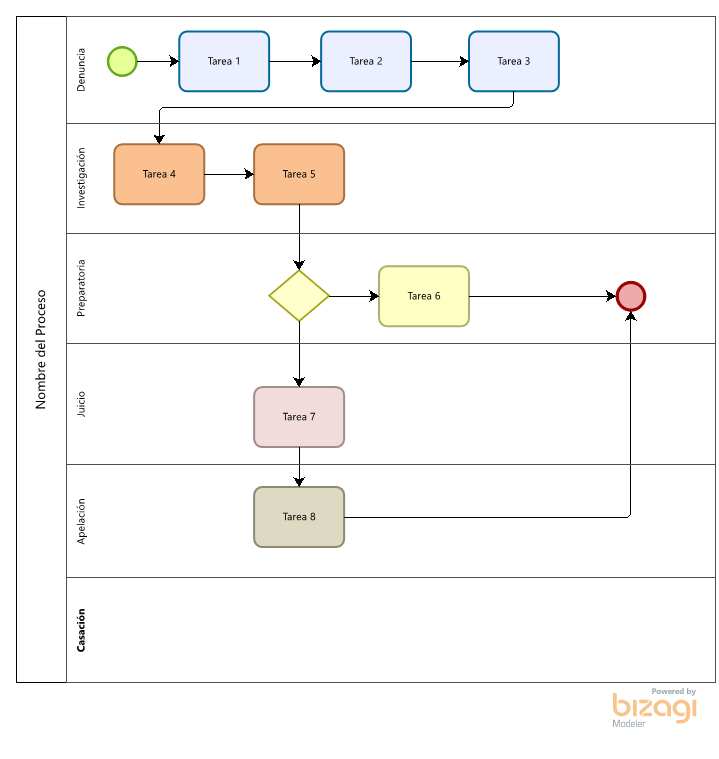 Nombre del Proceso
Denuncia
Tarea 1
Tarea 2
Tarea 3
Investigación
Tarea 4
Tarea 5
Preparatoria
Tarea 6
Juicio
Tarea 7
Apelación
Tarea 8
Casación
Powered by
bizagi
Modeler